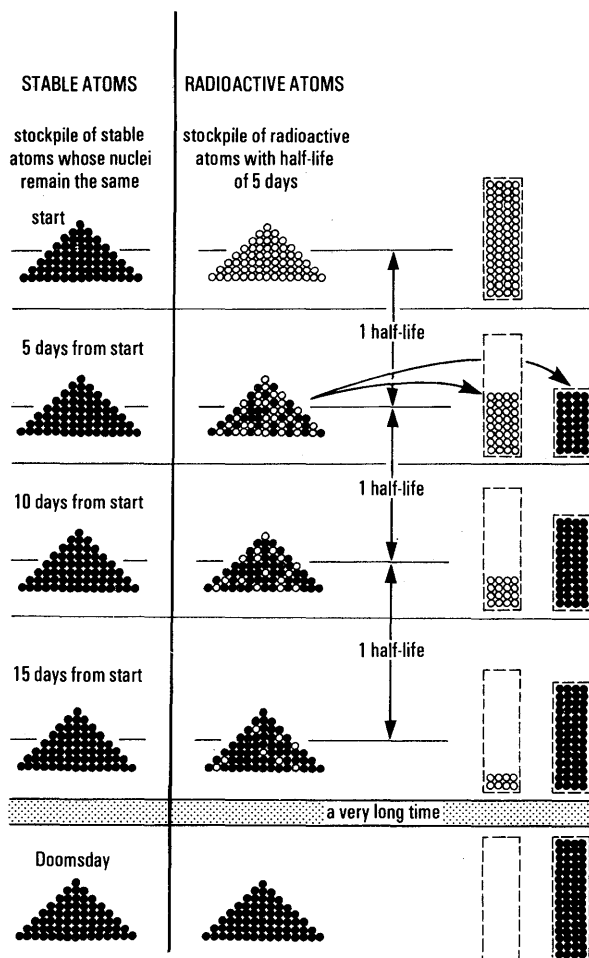 STABLE ATOMS
stockpile of stable
atoms whose nuclei
remain the same
RADIOACTIVE ATOMS
stockpile of radioactive
atoms with half-life
of 5 days
start
1 half-life
5 days from start
1 half-life
10 days from start
1 half-life
15 days from start
a very long time
Doomsday